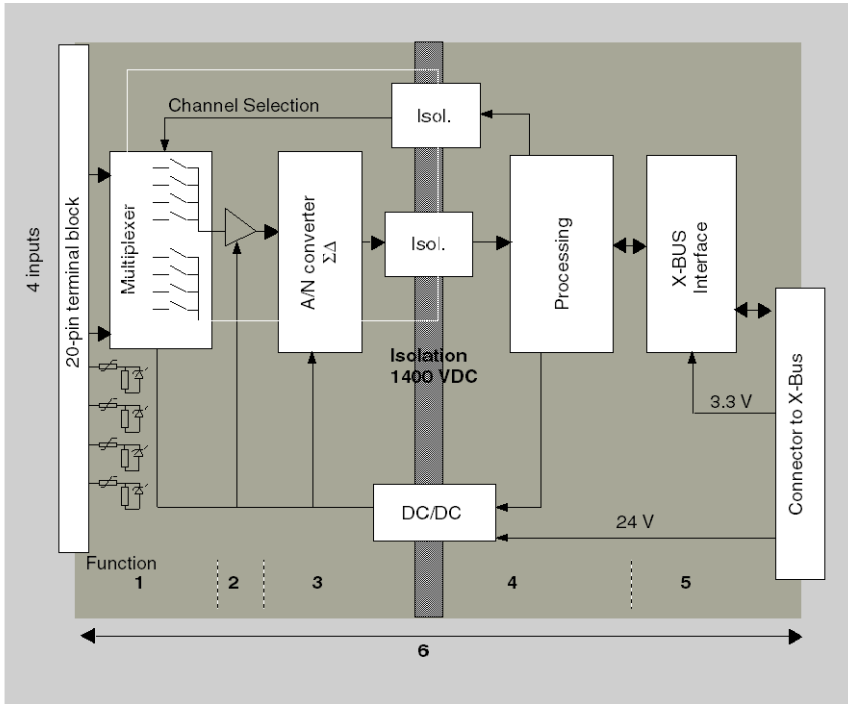 Channel Selection
Isol.
4 inputs
20-pin terminal block
Multiplexer
A/N converter
ΣΔ
Isol.
Processing
X-BUS
Interface
Isolation
1400 VDC
3.3 V
Connector to X-Bus
DC/DC
24 V
Function
1
2
3
4
5
6